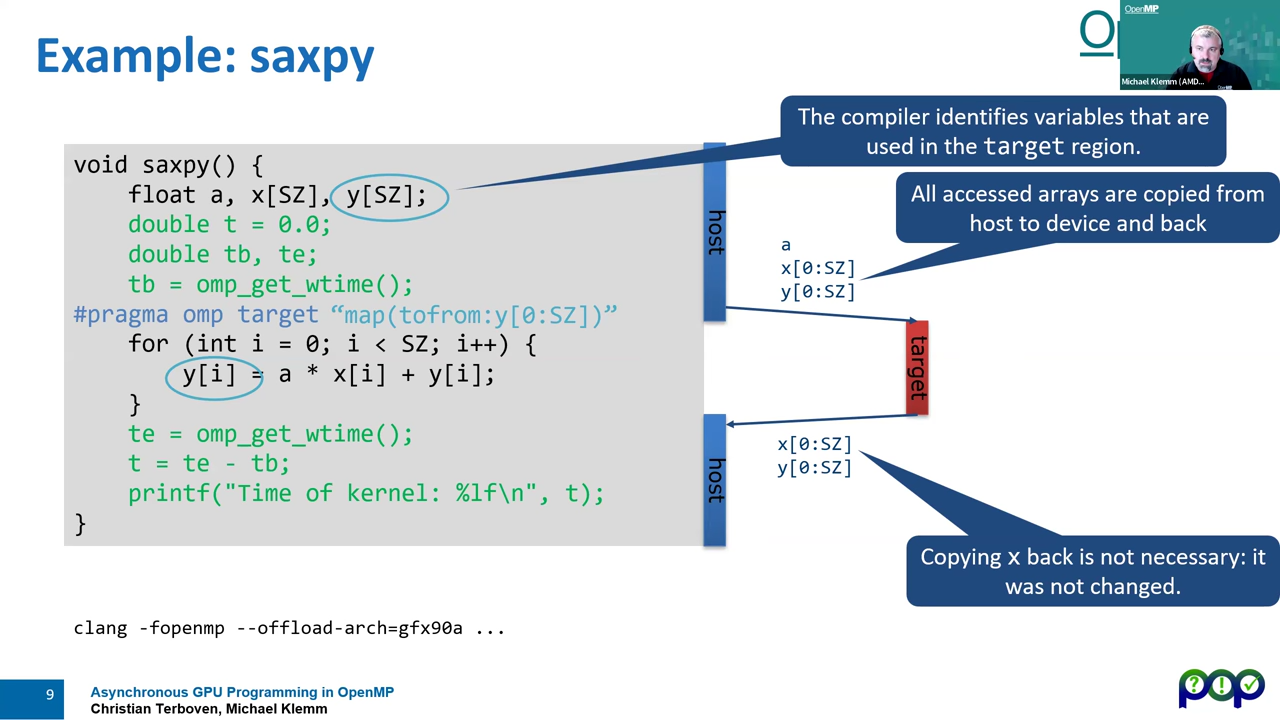 Example: saxpy
OpenMP
Michael Klemm (AMD...
The compiler identifies variables that are
used in the target region.
All accessed arrays are copied from
host to device and back
void saxpy() {
float a, x[SZ], y[SZ];
double t = 0.0;
double tb, te;
tb = omp_get_wtime();
#pragma omp target “map(tofrom:y[0:SZ])”
for (int i = 0; i < SZ; i++) {
y[i] = a * x[i] + y[i];
}
te = omp_get_wtime();
t = te - tb;
printf("Time of kernel: %lf\n", t);
}
host
a
x[0:SZ]
y[0:SZ]
target
host
x[0:SZ]
y[0:SZ]
Copying x back is not necessary: it
was not changed.
clang -fopenmp --offload-arch=gfx90a ...
9
Asynchronous GPU Programming in OpenMP
Christian Terboven, Michael Klemm
pop